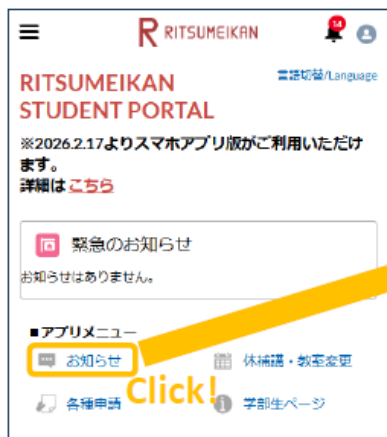 RITSUMEIKAN
14
言語切替/Language
RITSUMEIKAN
STUDENT PORTAL
※2026.2.17よりスマホアプリ版がご利用いただけ
ます。
詳細はこちら
緊急のお知らせ
お知らせはありません。
■アプリメニュー
お知らせ
休補講・教室変更
Click!
各種申請
学部生ページ